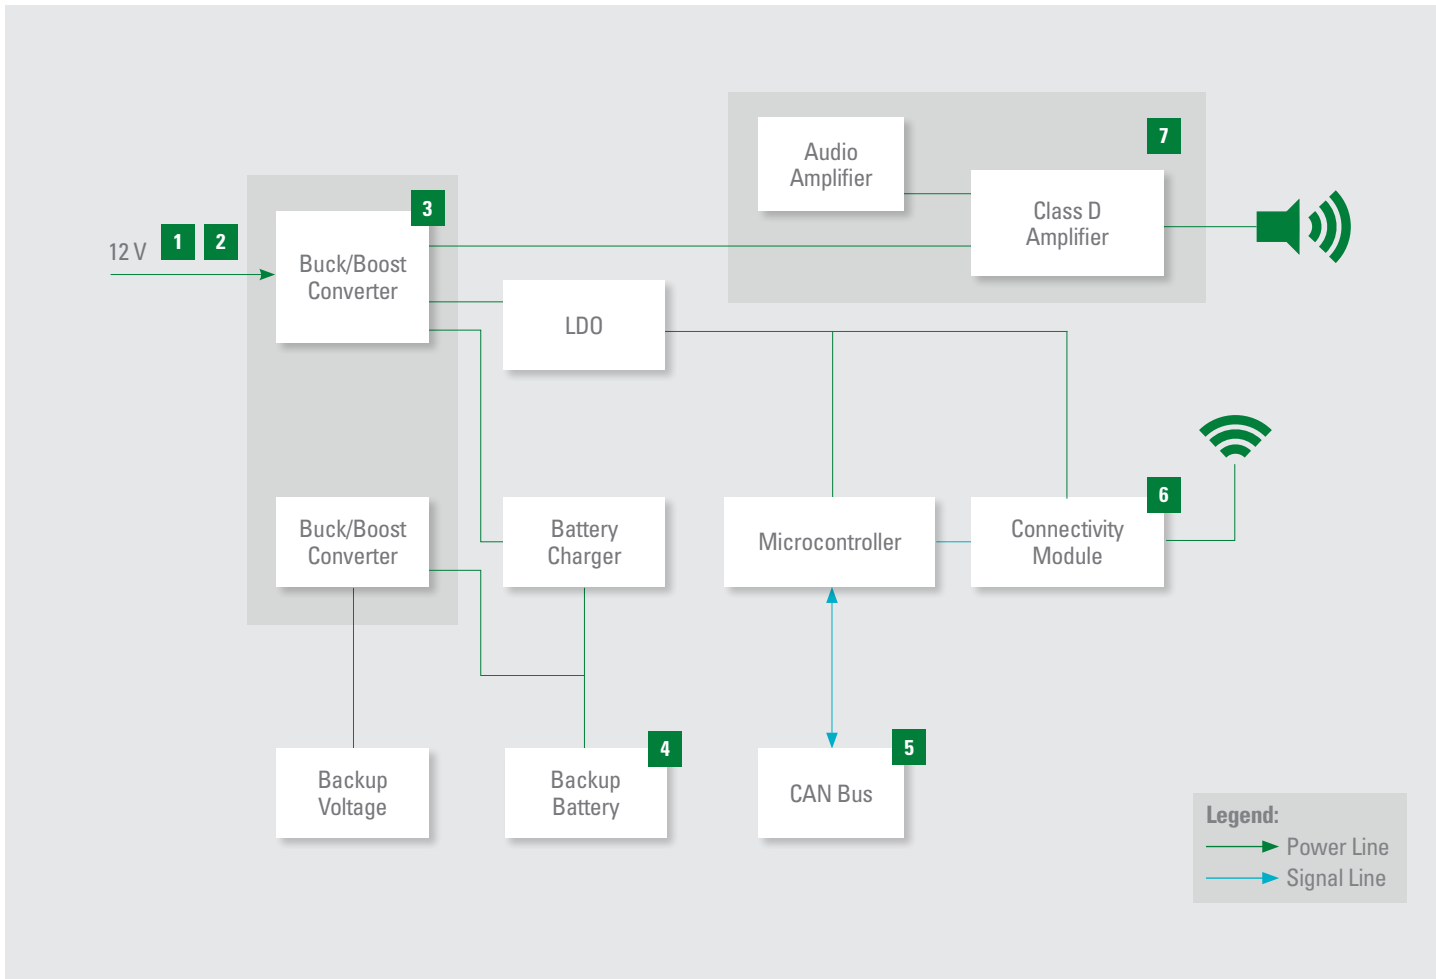 12 V
1
2
3
Buck/Boost
Converter
Audio
Amplifier
7
Class D
Amplifier
LDO
Buck/Boost
Converter
Battery
Charger
Microcontroller
6
Connectivity
Module
Backup
Voltage
4
Backup
Battery
5
CAN Bus
Legend:
Power Line
Signal Line